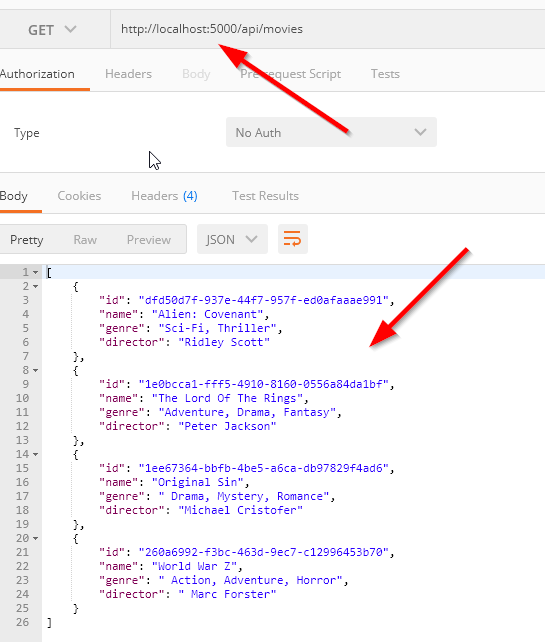 GET http://localhost:5000/api/movies
Authorization Headers Body Pre-request Script Tests
Type No Auth
Body Cookies Headers (4) Test Results
Pretty Raw Preview JSON
1 [
2 {
3 "id": "dfd50d7f-937e-44f7-957f-ed0afaaae991",
4 "name": "Alien: Covenant",
5 "genre": "Sci-Fi, Thriller",
6 "director": "Ridley Scott"
7 },
8 {
9 "id": "1e0bcca1-fff5-4910-8160-0556a84da1bf",
10 "name": "The Lord Of The Rings",
11 "genre": "Adventure, Drama, Fantasy",
12 "director": "Peter Jackson"
13 },
14 {
15 "id": "1ee67364-bbfb-4be5-a6ca-db97829f4ad6",
16 "name": "Original Sin",
17 "genre": " Drama, Mystery, Romance",
18 "director": "Michael Cristofer"
19 },
20 {
21 "id": "260a6992-f3bc-463d-9ec7-c12996453b70",
22 "name": "World War Z",
23 "genre": " Action, Adventure, Horror",
24 "director": " Marc Forster"
25 }
26 ]